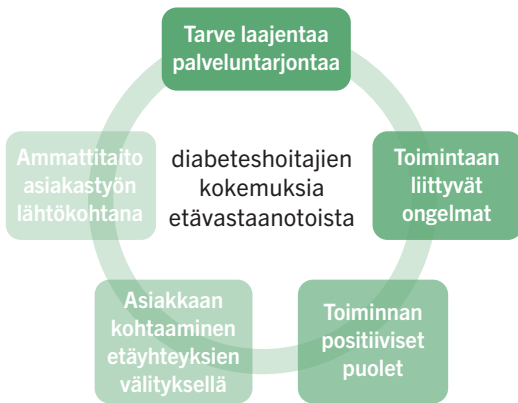 Tarve laajentaa
palveluntarjontaa
Ammattitaito
asiakastyön
lähtökohtana
diabeteshoitajien
kokemuksia
etävastaanotoista
Toimintaan
liittyvät
ongelmat
Asiakkaan
kohtaaminen
etäyhteyksien
välityksellä
Toiminnan
positiiviset
puolet